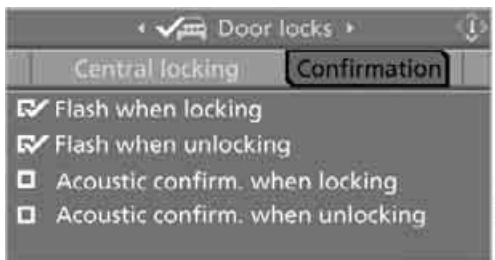 Door locks
Central locking Confirmation
Flash when locking
Flash when unlocking
Acoustic confirm. when locking
Acoustic confirm. when unlocking